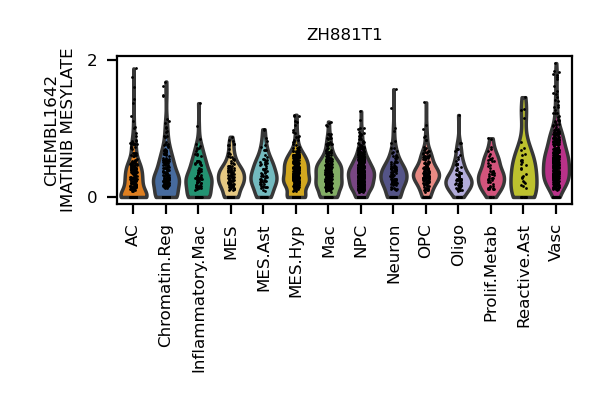 ZH881T1
CHEMBL1642
IMATINIB MESYLATE
2
0
AC
Chromatin.Reg
Inflammatory.Mac
MES
MES.Ast
MES.Hyp
Mac
NPC
Neuron
OPC
Oligo
Prolif.Metab
Reactive.Ast
Vasc